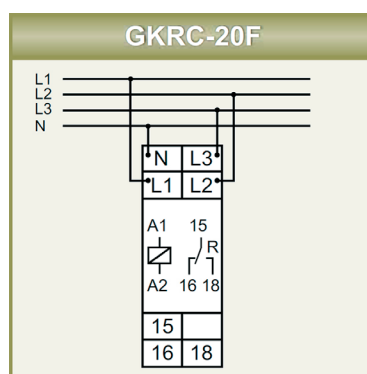 GKRC-20F
L1
L2
L3
N
N L3
L1 L2
A1 15
R
A2 16 18
15
16 18